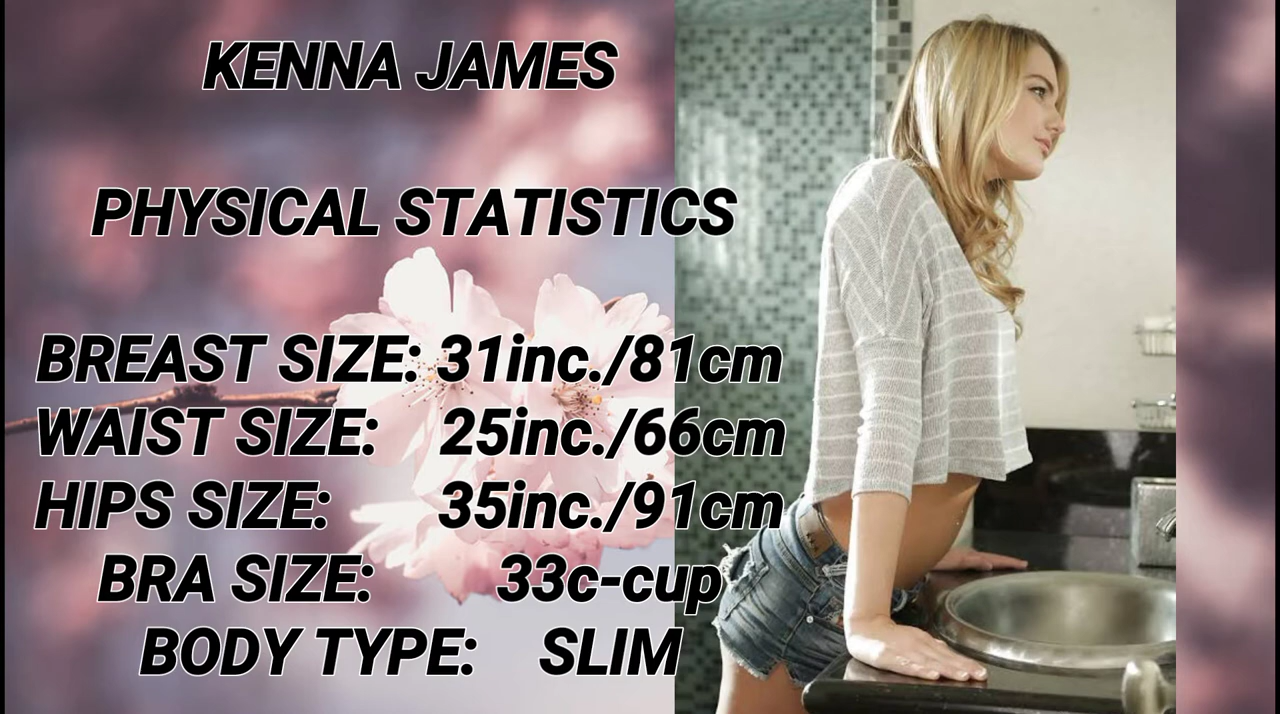 KENNA JAMES
PHYSICAL STATISTICS
BREAST SIZE: 31inc./81cm
WAIST SIZE: 25inc./66cm
HIPS SIZE: 35inc./91cm
BRA SIZE: 33c-cup
BODY TYPE: SLIM